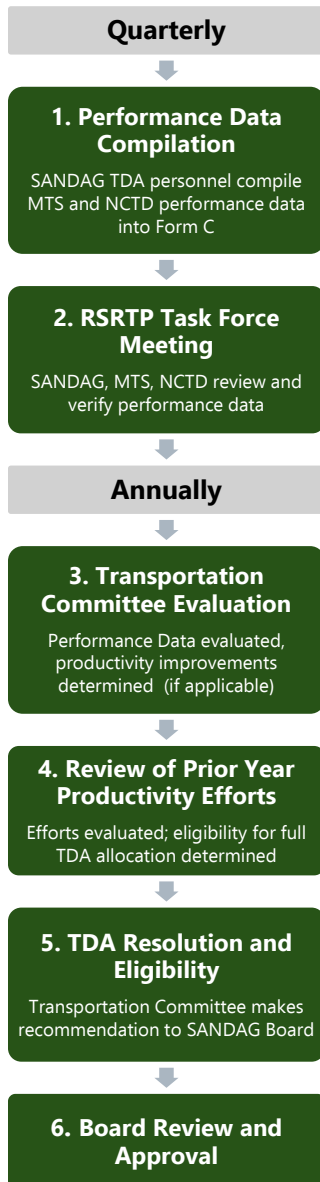 Quarterly
1. Performance Data
Compilation
SANDAG TDA personnel compile
MTS and NCTD performance data
into Form C
2. RSRTP Task Force
Meeting
SANDAG, MTS, NCTD review and
verify performance data
Annually
3. Transportation
Committee Evaluation
Performance Data evaluated,
productivity improvements
determined (if applicable)
4. Review of Prior Year
Productivity Efforts
Efforts evaluated; eligibility for full
TDA allocation determined
5. TDA Resolution and
Eligibility
Transportation Committee makes
recommendation to SANDAG Board
6. Board Review and
Approval